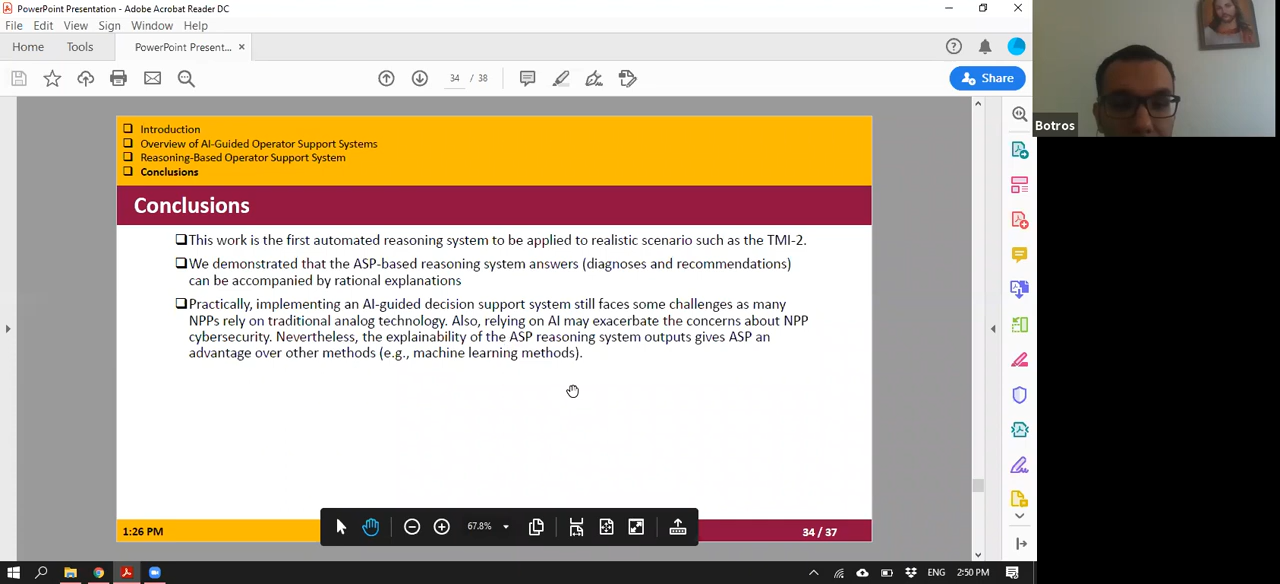 PowerPoint Presentation - Adobe Acrobat Reader DC
File Edit View Sign Window Help
Home Tools PowerPoint Present... ×
34 / 38
Share
Botros
Introduction
Overview of AI-Guided Operator Support Systems
Reasoning-Based Operator Support System
Conclusions
Conclusions
This work is the first automated reasoning system to be applied to realistic scenario such as the TMI-2.
We demonstrated that the ASP-based reasoning system answers (diagnoses and recommendations)
can be accompanied by rational explanations
Practically, implementing an AI-guided decision support system still faces some challenges as many
NPPs rely on traditional analog technology. Also, relying on AI may exacerbate the concerns about NPP
cybersecurity. Nevertheless, the explainability of the ASP reasoning system outputs gives ASP an
advantage over other methods (e.g., machine learning methods).
67.8%
1:26 PM
34 / 37
ENG 2:50 PM